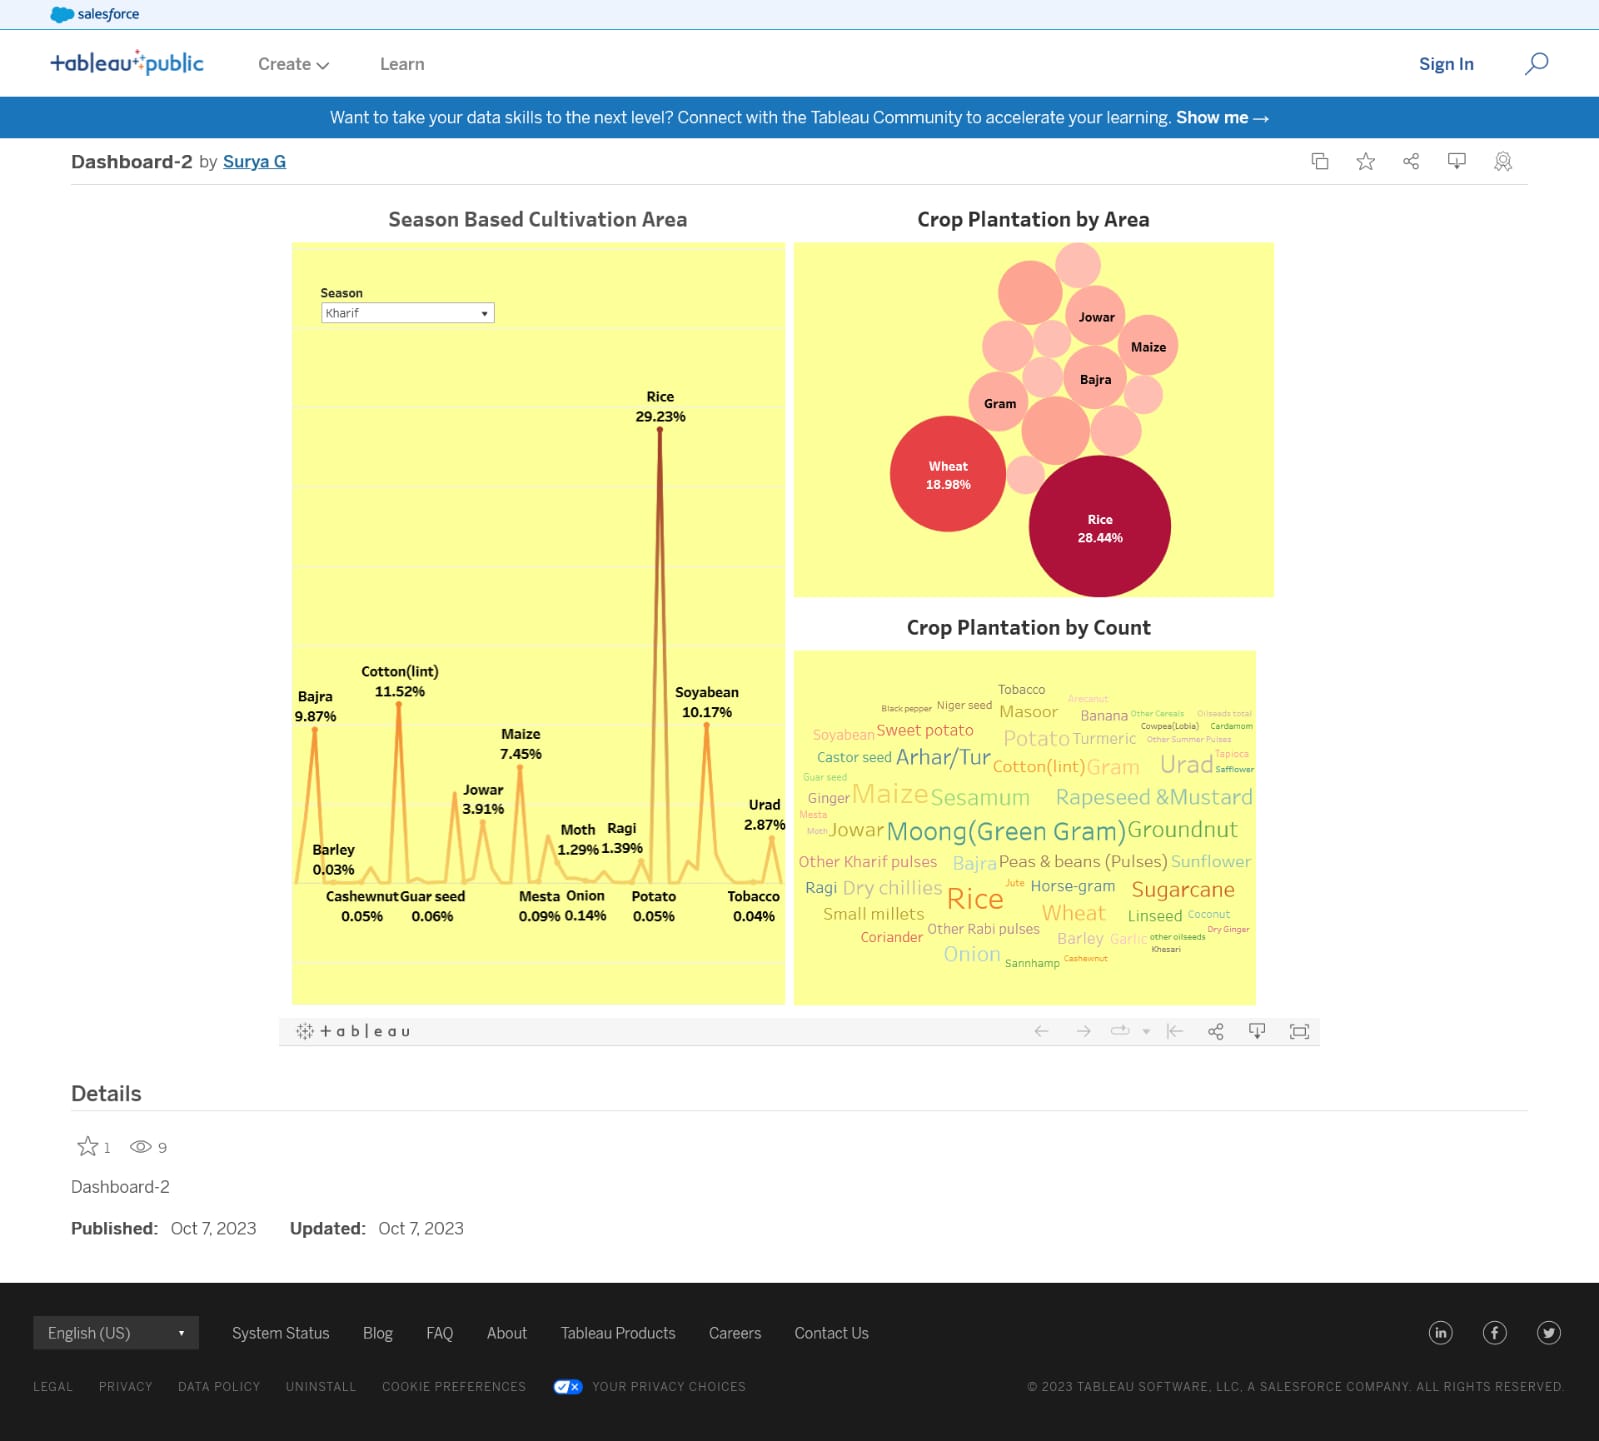 salesforce
tableau public
Create
Learn
Sign In
Want to take your data skills to the next level? Connect with the Tableau Community to accelerate your learning. Show me →
Dashboard-2 by Surya G
Season Based Cultivation Area
Season
Kharif
Rice
29.23%
Cotton(lint)
11.52%
Bajra
9.87%
Soyabean
10.17%
Maize
7.45%
Jowar
3.91%
Urad
2.87%
Moth
1.29%
Ragi
1.39%
Barley
0.03%
Cashewnut
0.05%
Guar seed
0.06%
Mesta
0.09%
Onion
0.14%
Potato
0.05%
Tobacco
0.04%
Crop Plantation by Area
Jowar
Maize
Bajra
Gram
Wheat
18.98%
Rice
28.44%
Crop Plantation by Count
Tobacco
Arecanut
Black pepper
Niger seed
Masoor
Banana
Other Cereals
Oilseeds total
Cowpea(Lobia)
Cardamom
Soyabean
Sweet potato
Potato
Turmeric
Other Summer Pulses
Castor seed
Arhar/Tur
Cotton(lint)
Gram
Urad
Tapioca
Safflower
Guar seed
Ginger
Maize
Sesamum
Rapeseed &Mustard
Mesta
Moth
Jowar
Moong(Green Gram)
Groundnut
Other Kharif pulses
Bajra
Peas & beans (Pulses)
Sunflower
Ragi
Dry chillies
Rice
Jute
Horse-gram
Sugarcane
Small millets
Wheat
Linseed
Coconut
Coriander
Other Rabi pulses
Barley
Garlic
other oilseeds
Dry Ginger
Khesari
Onion
Sannhamp
Cashewnut
tableau
Details
1
9
Dashboard-2
Published: Oct 7, 2023 Updated: Oct 7, 2023
English (US)
System Status
Blog
FAQ
About
Tableau Products
Careers
Contact Us
LEGAL
PRIVACY
DATA POLICY
UNINSTALL
COOKIE PREFERENCES
YOUR PRIVACY CHOICES
© 2023 TABLEAU SOFTWARE, LLC, A SALESFORCE COMPANY. ALL RIGHTS RESERVED.